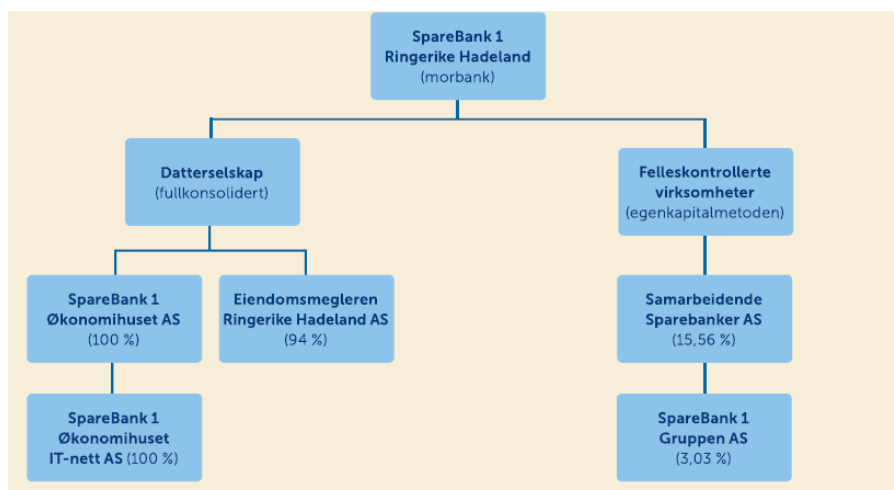 SpareBank 1
Ringerike Hadeland
(morbank)
Datterselskap
(fullkonsolidert)
Felleskontrollerte
virksomheter
(egenkapitalmetoden)
SpareBank 1
Økonomihuset AS
(100 %)
Eiendomsmegleren
Ringerike Hadeland AS
(94 %)
Samarbeidende
Sparebanker AS
(15,56 %)
SpareBank 1
Økonomihuset
IT-nett AS (100 %)
SpareBank 1
Gruppen AS
(3,03 %)